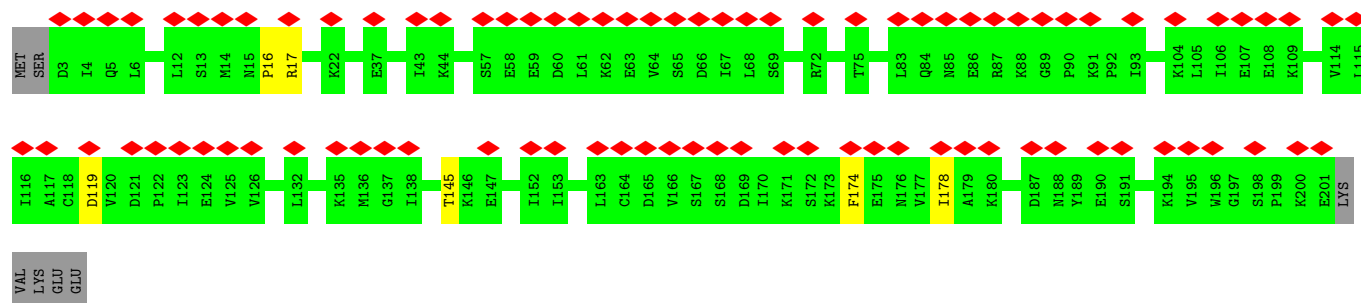 MET SER D3 I4 Q5 L6 L12 S13 M14 N15 P16 R17 K22 E37 I43 K44 S57 E58 E59 D60 L61 K62 E63 V64 S65 D66 I67 L68 S69 R72 T75 L83 Q84 N85 E86 R87 K88 G89 P90 K91 P92 I93 K104 L105 I106 E107 E108 K109 V114 L115
I116 A117 C118 D119 V120 D121 P122 I123 E124 V125 V126 L132 K135 M136 G137 I138 T145 K146 E147 I152 I153 L163 C164 D165 V166 S167 S168 D169 I170 K171 S172 K173 F174 E175 N176 V177 I178 A179 K180 D187 N188 Y189 E190 S191 K194 V195 W196 G197 S198 P199 K200 E201 LYS
VAL LYS GLU GLU